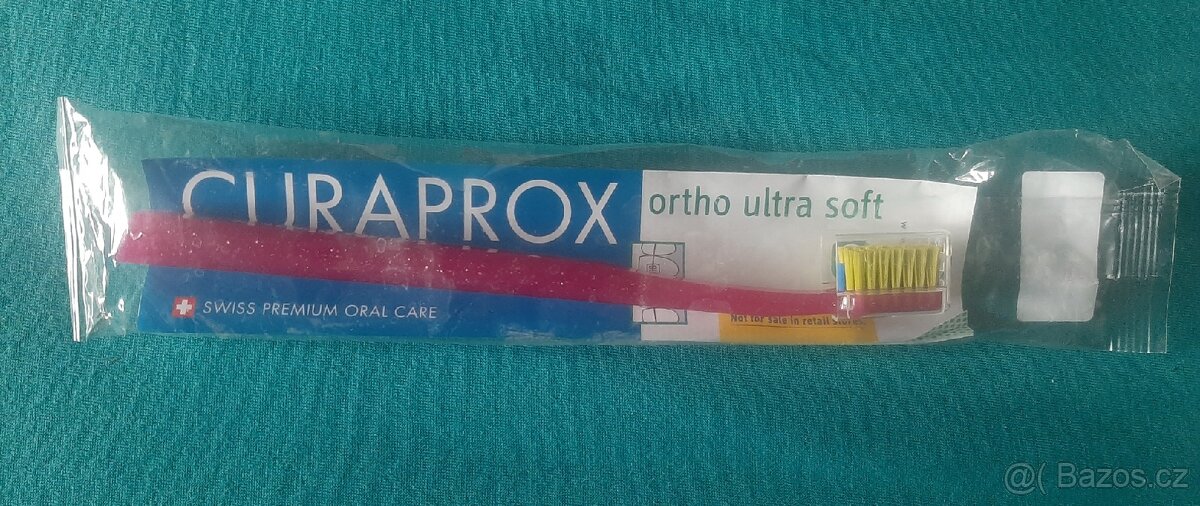 CURAPROX
ortho ultra soft
SWISS PREMIUM ORAL CARE
Not for sale in retail stores.
@( Bazos.cz